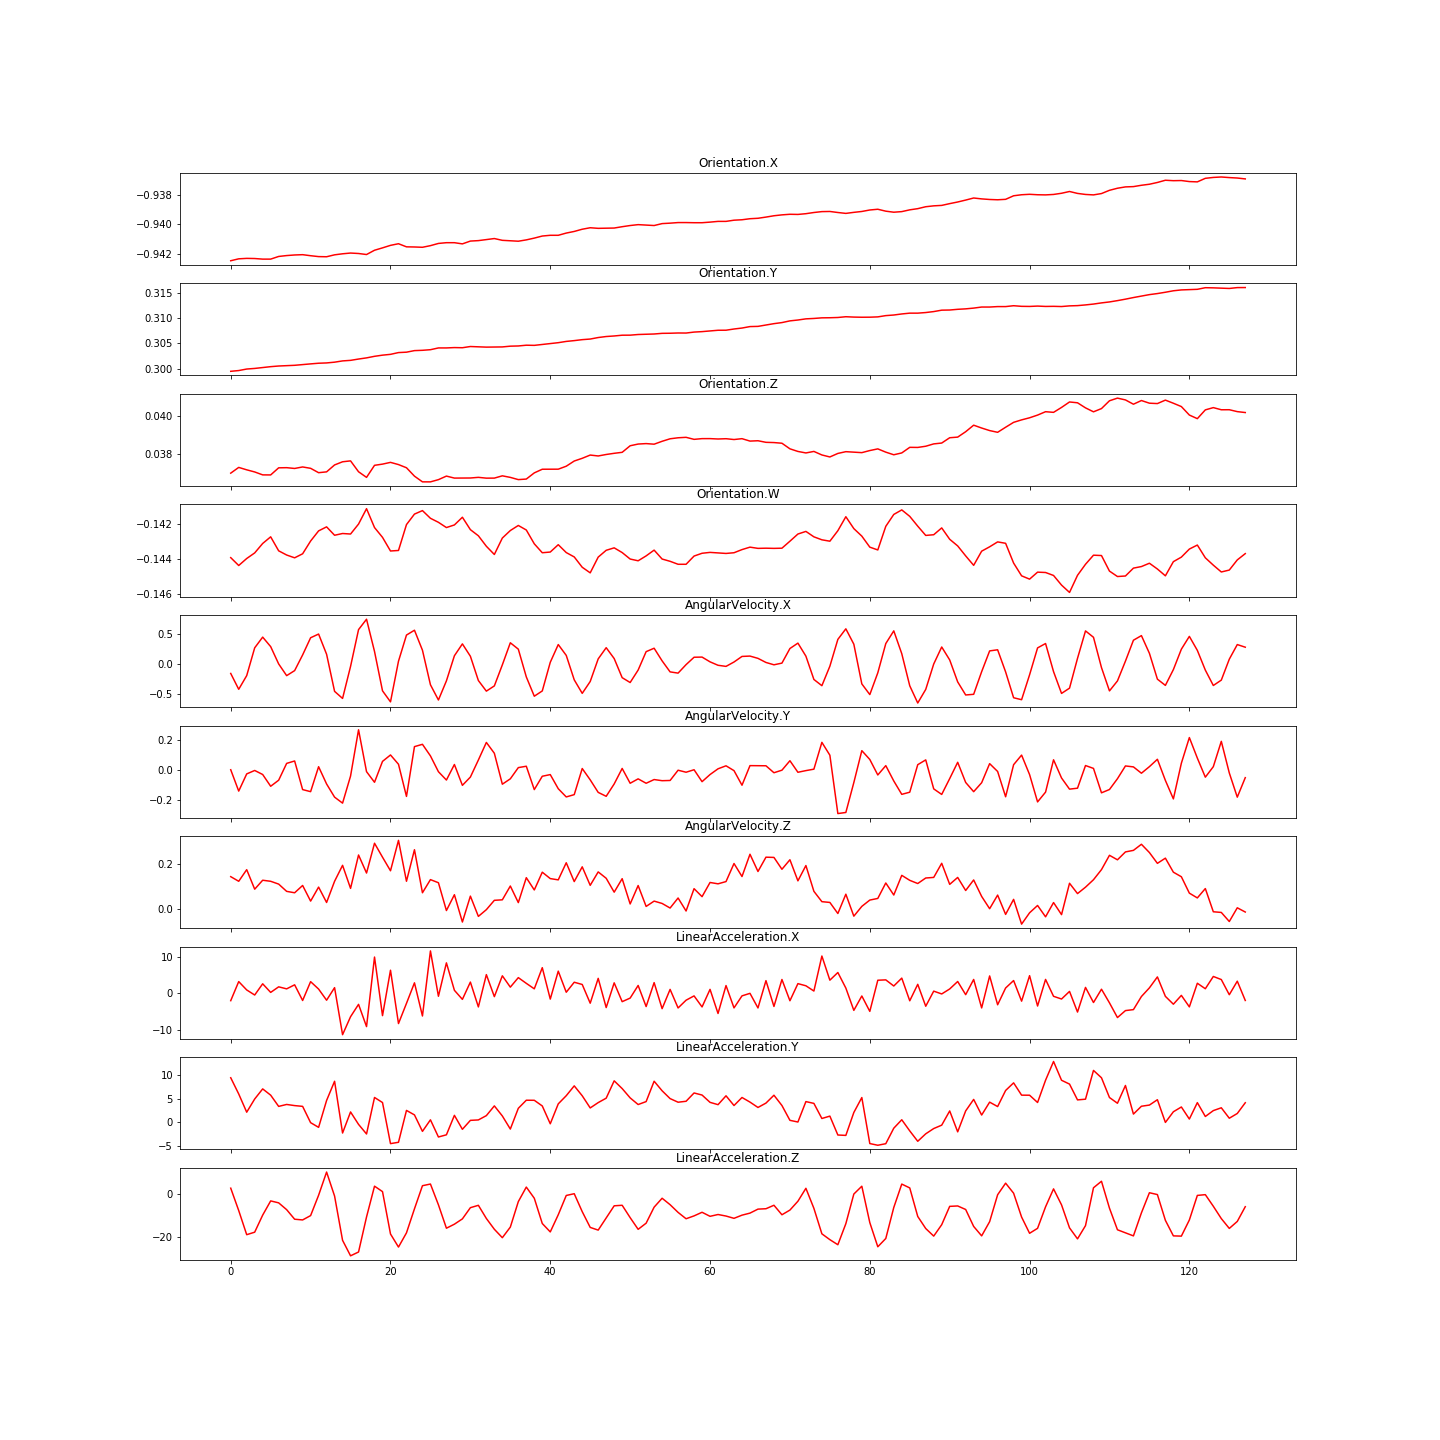 Orientation.X
−0.938
−0.940
−0.942
Orientation.Y
0.315
0.310
0.305
0.300
Orientation.Z
0.040
0.038
Orientation.W
−0.142
−0.144
−0.146
AngularVelocity.X
0.5
0.0
−0.5
AngularVelocity.Y
0.2
0.0
−0.2
AngularVelocity.Z
0.2
0.0
LinearAcceleration.X
10
0
−10
LinearAcceleration.Y
10
5
0
−5
LinearAcceleration.Z
0
−20
0 20 40 60 80 100 120